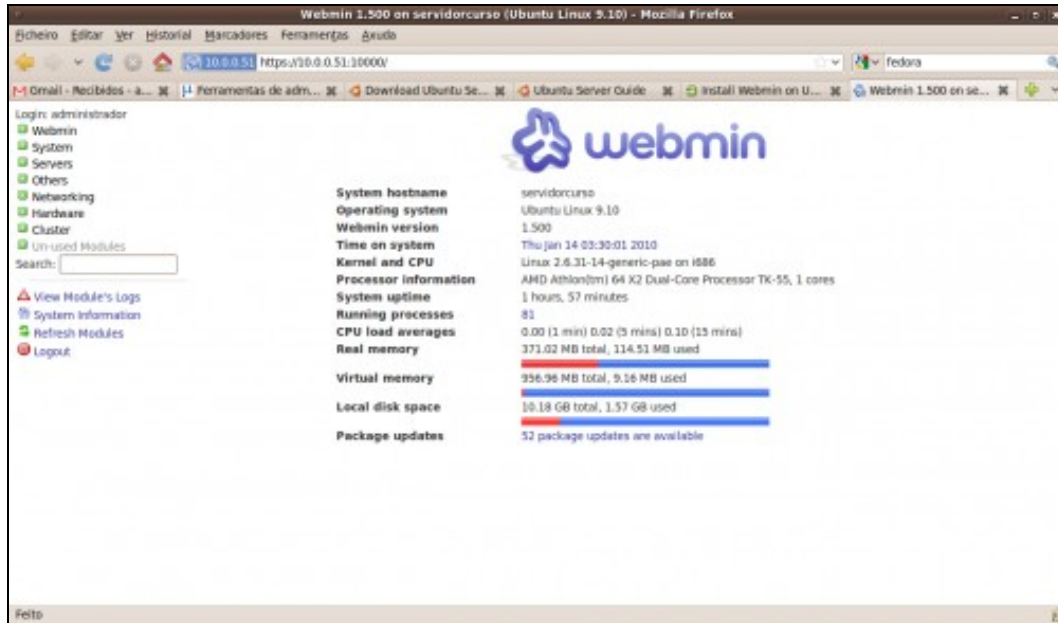 Webmin 1.500 on servidorcurso (Ubuntu Linux 9.10) - Mozilla Firefox
Ficheiro Editar Ver Historial Marcadores Ferramentas Axuda
10.0.0.51 https://10.0.0.51:10000/ fedora
Gmail - Recibidos - a... Ferramentas de adm... Download Ubuntu Se... Ubuntu Server Guide Install Webmin on U... Webmin 1.500 on se...
Login: administrador
Webmin
System
Servers
Others
Networking
Hardware
Cluster
Un-used Modules
Search:
View Module's Logs
System Information
Refresh Modules
Logout
webmin
System hostname servidorcurso
Operating system Ubuntu Linux 9.10
Webmin version 1.500
Time on system Thu Jan 14 03:30:01 2010
Kernel and CPU Linux 2.6.31-14-generic-pae on i686
Processor information AMD Athlon(tm) 64 X2 Dual-Core Processor TK-55, 1 cores
System uptime 1 hours, 57 minutes
Running processes 81
CPU load averages 0.00 (1 min) 0.02 (5 mins) 0.10 (15 mins)
Real memory 371.02 MB total, 114.51 MB used
Virtual memory 956.96 MB total, 9.16 MB used
Local disk space 10.18 GB total, 1.57 GB used
Package updates 52 package updates are available
Feito